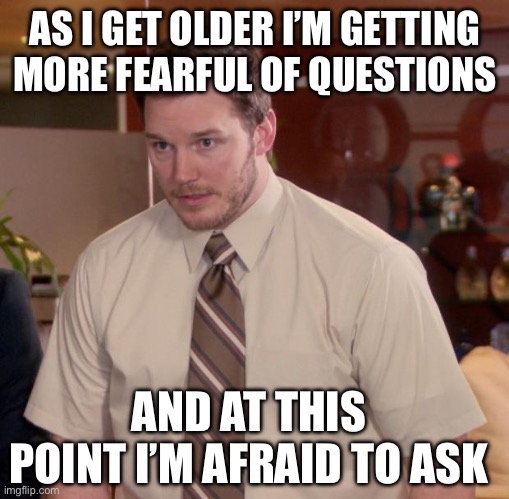 AS I GET OLDER I'M GETTING
MORE FEARFUL OF QUESTIONS
AND AT THIS
POINT I'M AFRAID TO ASK
imgflip.com